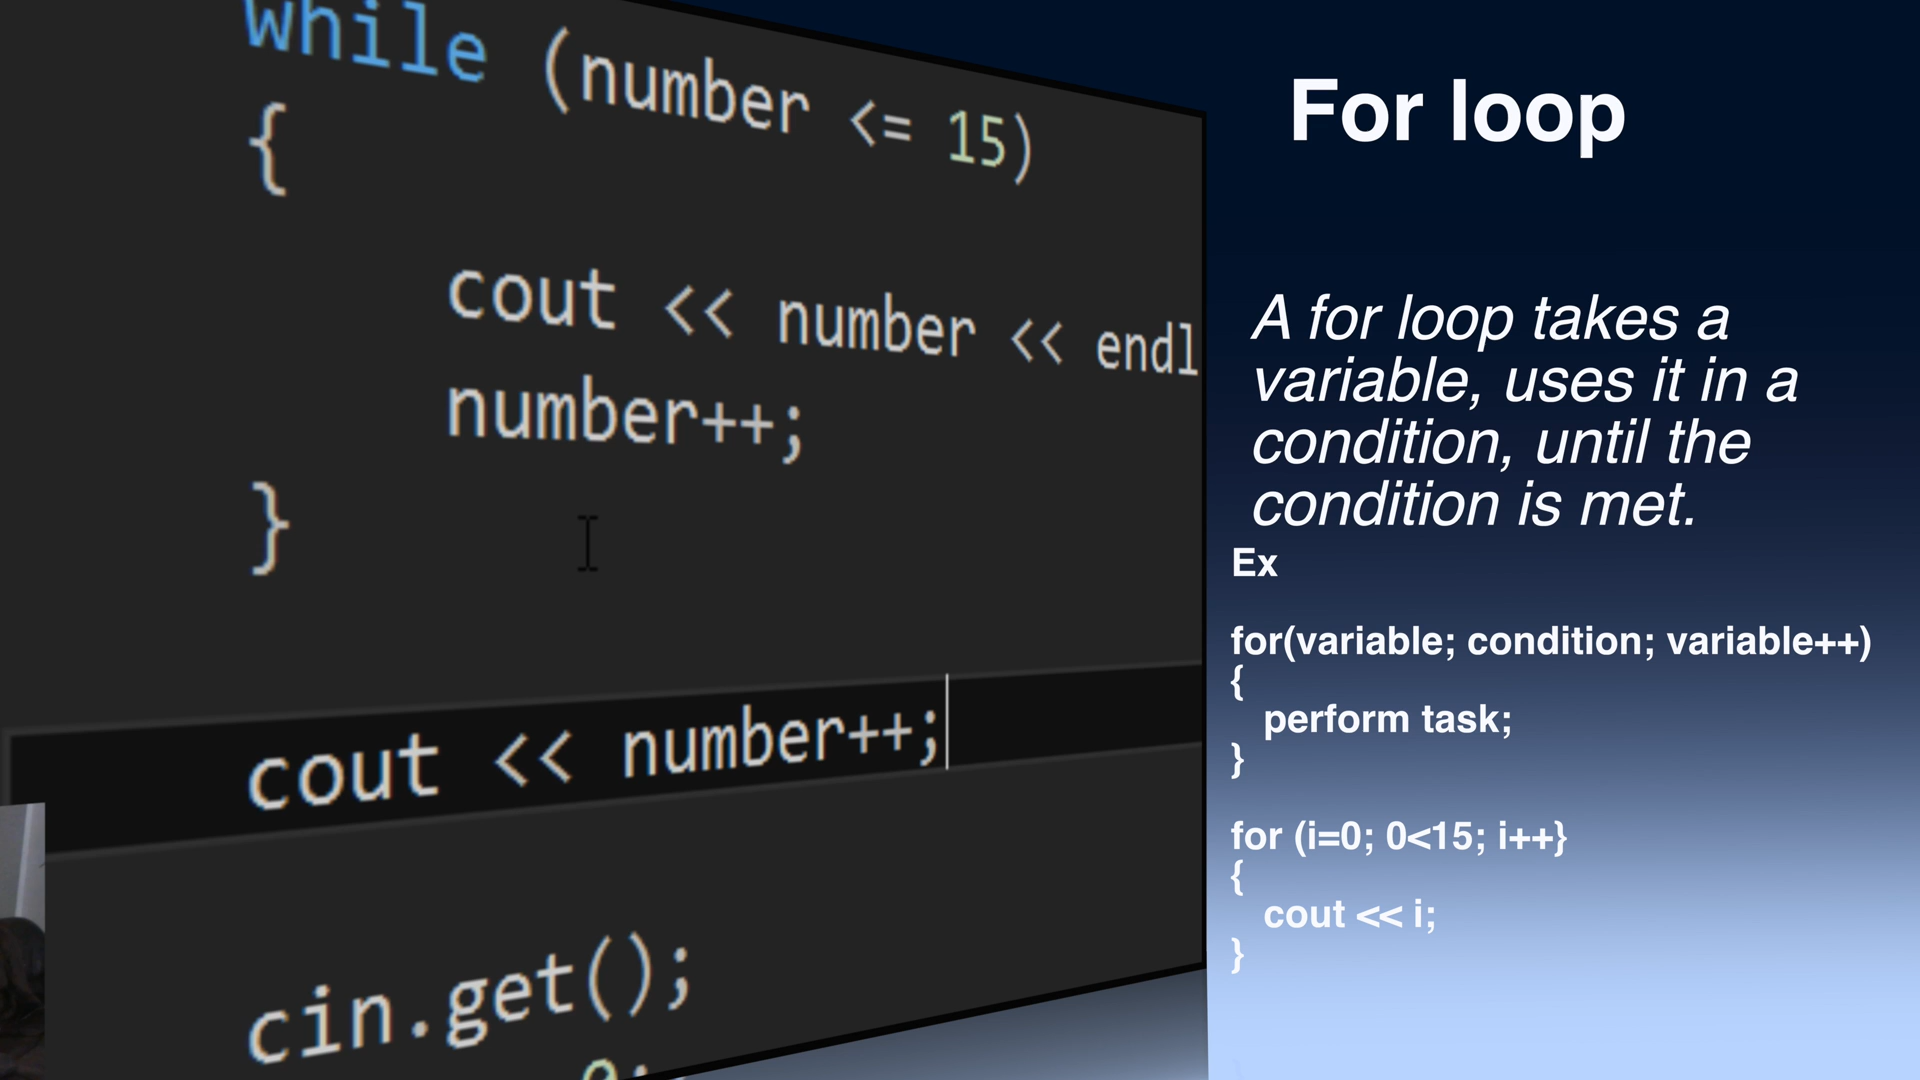 while (number <= 15)
{
cout << number << endl
number++;
}
cout << number++;
cin.get();
For loop
A for loop takes a
variable, uses it in a
condition, until the
condition is met.
Ex
for(variable; condition; variable++)
{
perform task;
}
for (i=0; 0<15; i++}
{
cout << i;
}